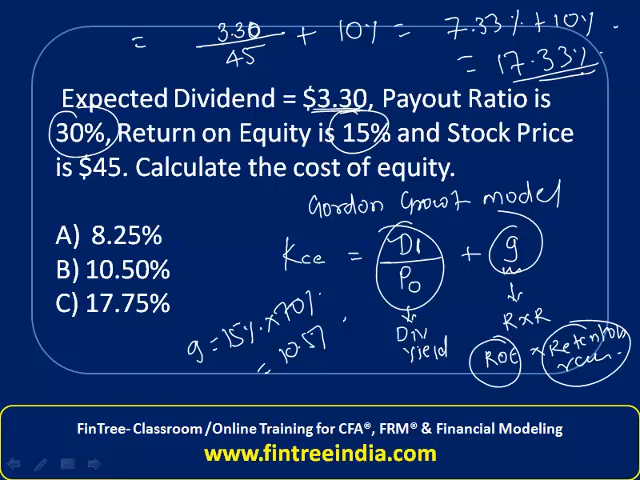 = 3.30/45 + 10% = 7.33% + 10%
= 17.33%
Expected Dividend = $3.30, Payout Ratio is
30%, Return on Equity is 15% and Stock Price
is $45. Calculate the cost of equity.
Gordon Growt model
A) 8.25%
B) 10.50%
C) 17.75%
Kce = D1/P0 + g
Div
yield
RxR
ROE x Retention
g = 15% x 70%
= 10.5%
FinTree- Classroom /Online Training for CFA®, FRM® & Financial Modeling
www.fintreeindia.com